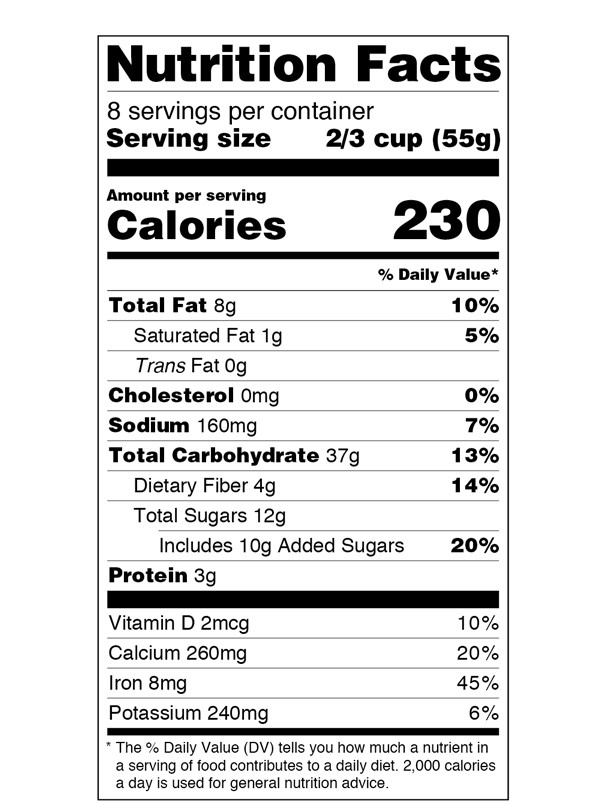 Nutrition Facts
8 servings per container
Serving size 2/3 cup (55g)
Amount per serving
Calories 230
% Daily Value*
Total Fat 8g 10%
Saturated Fat 1g 5%
Trans Fat 0g
Cholesterol 0mg 0%
Sodium 160mg 7%
Total Carbohydrate 37g 13%
Dietary Fiber 4g 14%
Total Sugars 12g
Includes 10g Added Sugars 20%
Protein 3g
Vitamin D 2mcg 10%
Calcium 260mg 20%
Iron 8mg 45%
Potassium 240mg 6%
* The % Daily Value (DV) tells you how much a nutrient in
a serving of food contributes to a daily diet. 2,000 calories
a day is used for general nutrition advice.